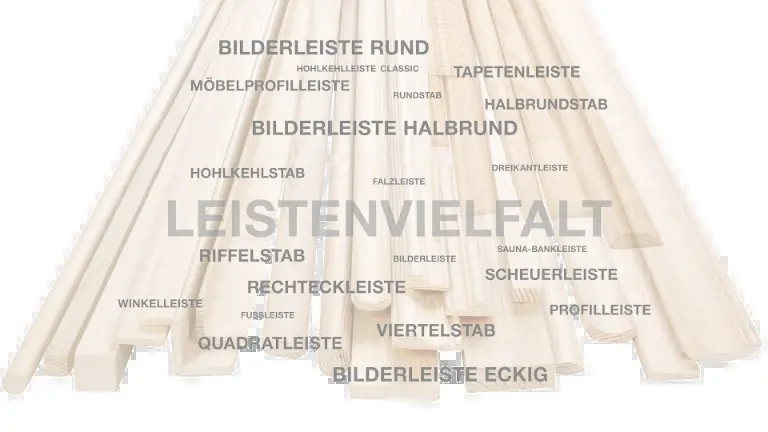 BILDERLEISTE RUND
HOHLKEHLLEISTE CLASSIC
TAPETENLEISTE
MÖBELPROFILLEISTE
RUNDSTAB
HALBRUNDSTAB
BILDERLEISTE HALBRUND
DREIKANTLEISTE
HOHLKEHLSTAB
FALZLEISTE
LEISTENVIELFALT
SAUNA-BANKLEISTE
RIFFELSTAB
BILDERLEISTE
SCHEUERLEISTE
RECHTECKLEISTE
WINKELLEISTE
PROFILLEISTE
FUSSLEISTE
VIERTELSTAB
QUADRATLEISTE
BILDERLEISTE ECKIG